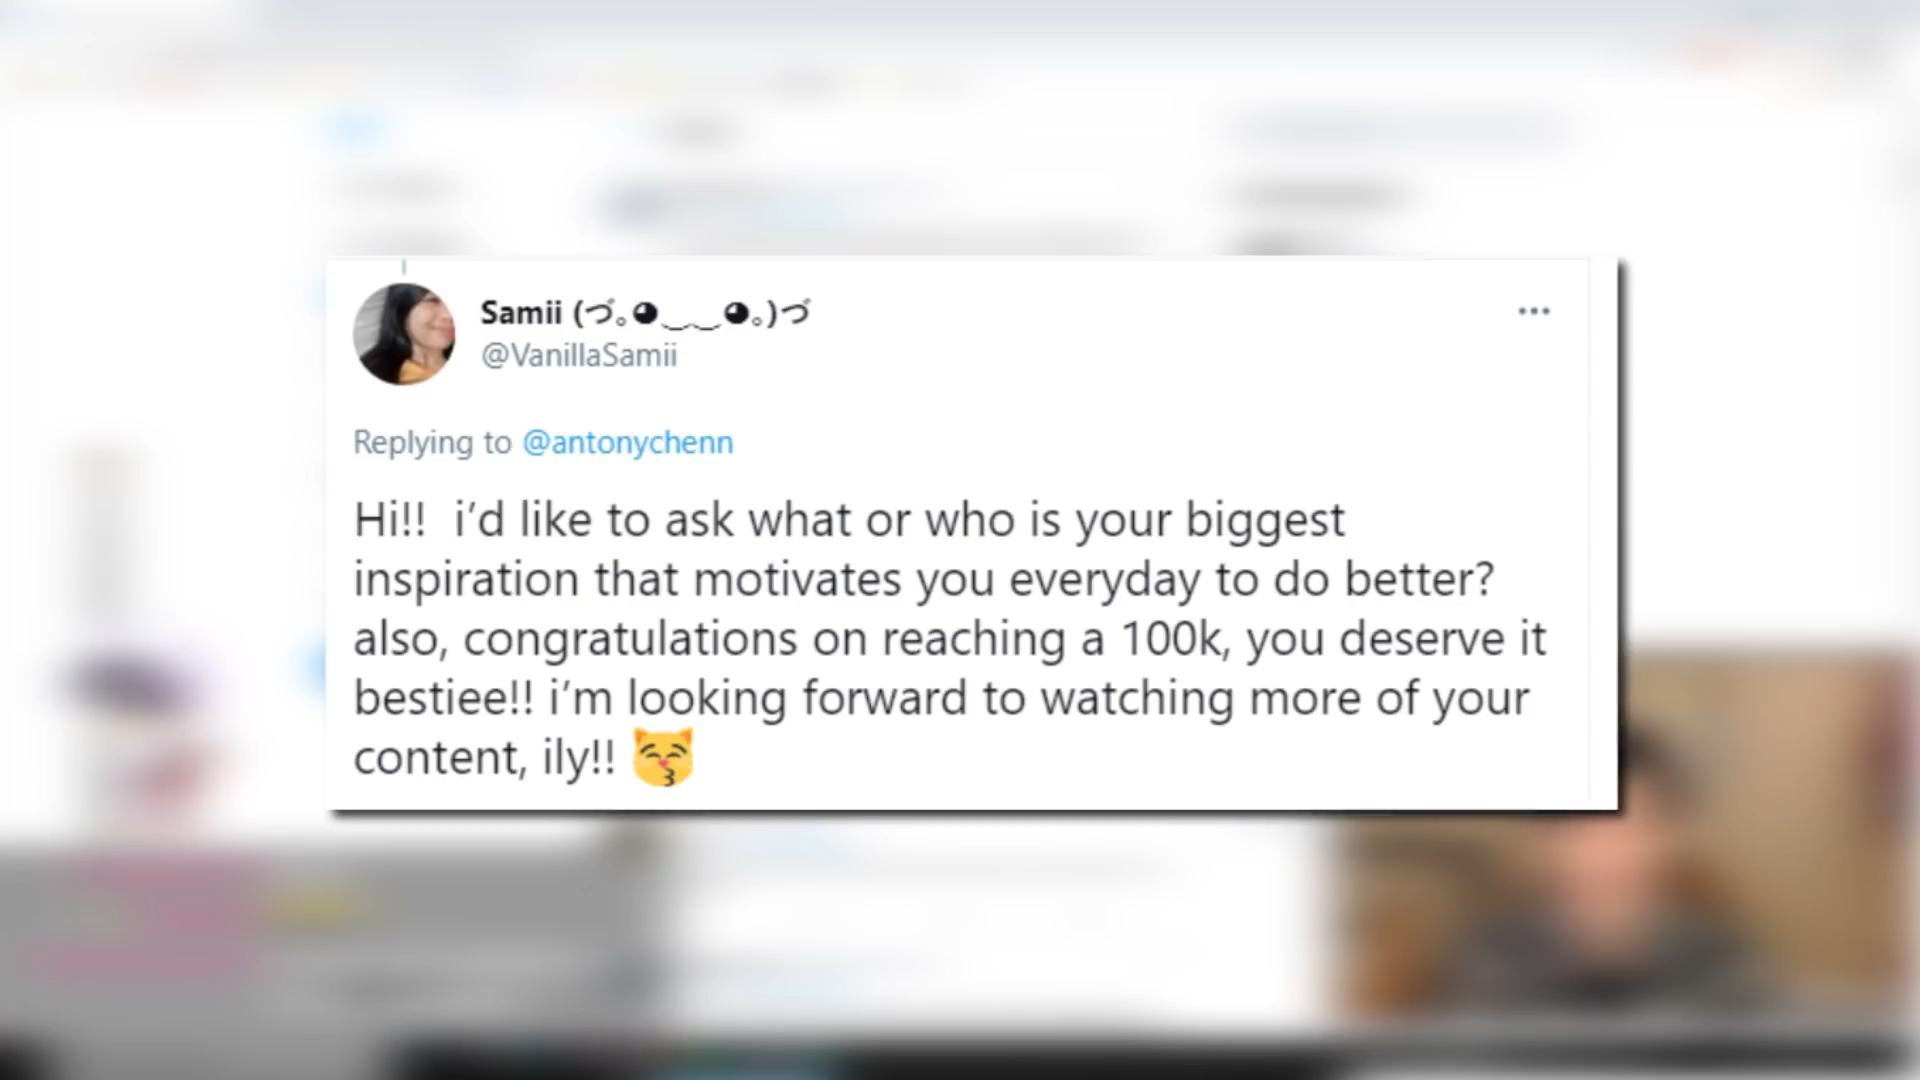 Samii (づ｡◕‿‿◕｡)づ
@VanillaSamii
Replying to @antonychenn
Hi!!  i’d like to ask what or who is your biggest
inspiration that motivates you everyday to do better?
also, congratulations on reaching a 100k, you deserve it
bestiee!! i’m looking forward to watching more of your
content, ily!! 😽